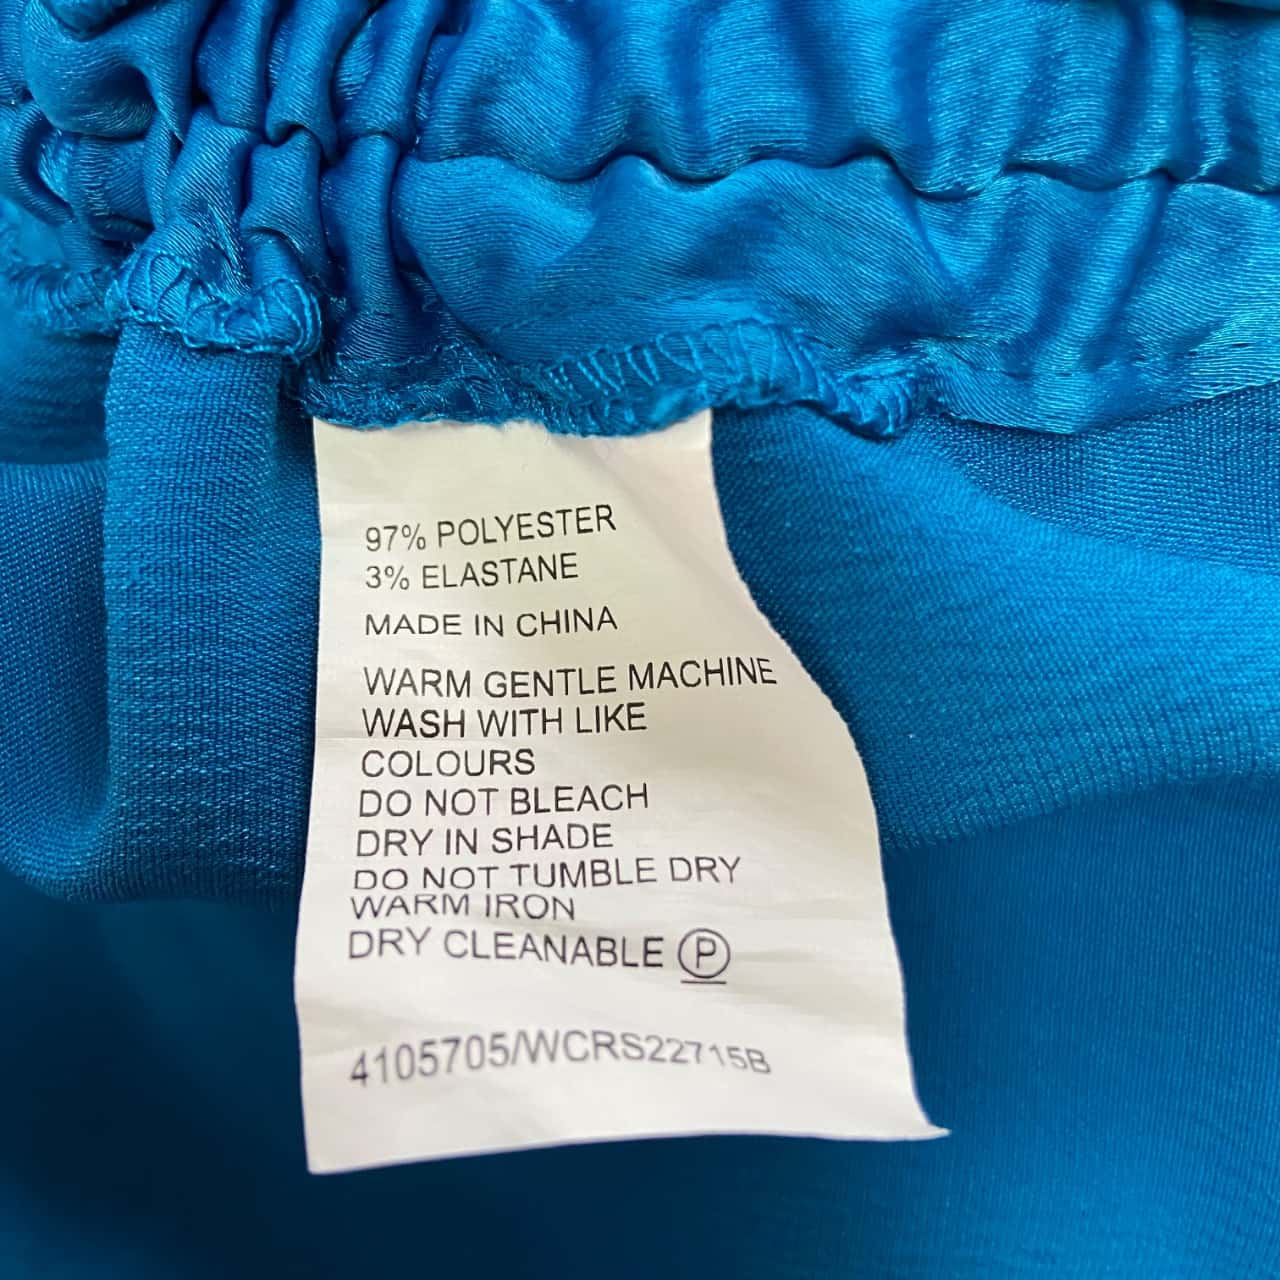 97% POLYESTER
3% ELASTANE
MADE IN CHINA
WARM GENTLE MACHINE
WASH WITH LIKE
COLOURS
DO NOT BLEACH
DRY IN SHADE
DO NOT TUMBLE DRY
WARM IRON
DRY CLEANABLE P
4105705/WCRS22715B